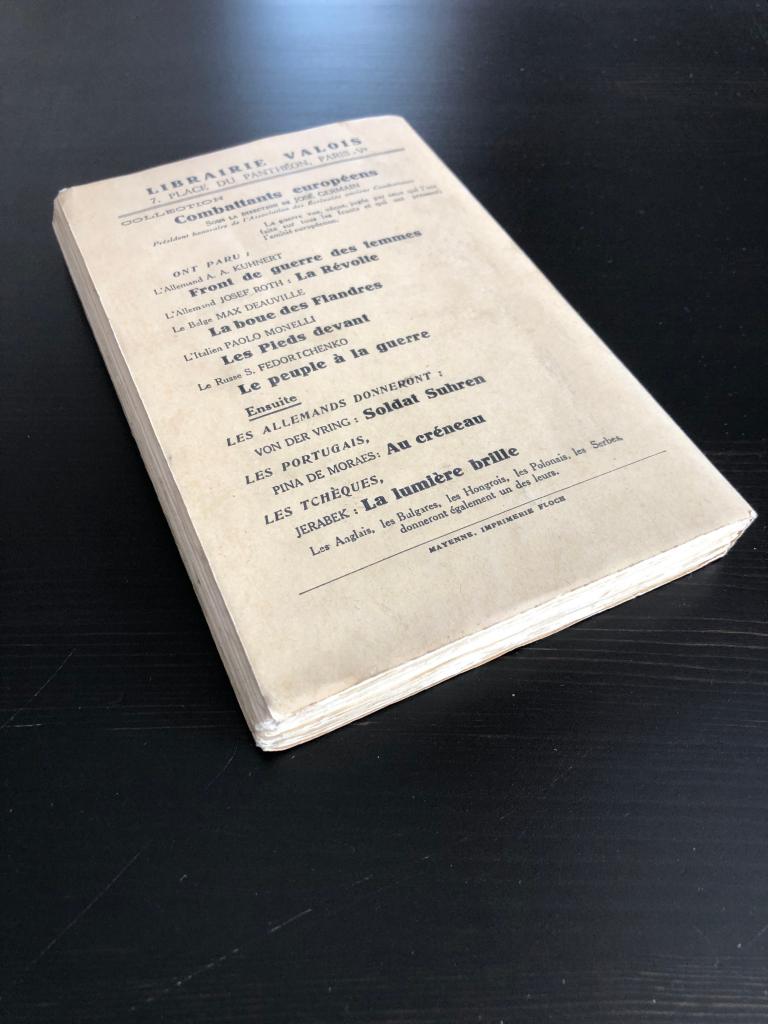 LIBRAIRIE VALOIS
7, PLACE DU PANTHÉON, PARIS-5e
COLLECTION
Combattants européens
SOUS LA DIRECTION DE JOSÉ GERMAIN
Président honoraire de l'Association des Écrivains anciens Combattants
La guerre vue, vécue, jugée par ceux qui l'ont
faite sur tous les fronts et qui ont pressenti
l'amitié européenne.
ONT PARU :
L'Allemand A. A. KUHNERT
Front de guerre des femmes
L'Allemand JOSEF ROTH : La Révolte
Le Belge MAX DEAUVILLE
La boue des Flandres
L'Italien PAOLO MONELLI
Les Pieds devant
Le Russe S. FEDORTCHENKO
Le peuple à la guerre
Ensuite
LES ALLEMANDS DONNERONT :
VON DER VRING : Soldat Suhren
LES PORTUGAIS,
PINA DE MORAES : Au créneau
LES TCHÈQUES,
JERABEK : La lumière brille
Les Anglais, les Bulgares, les Hongrois, les Polonais, les Serbes,
donneront également un des leurs.
MAYENNE, IMPRIMERIE FLOCH